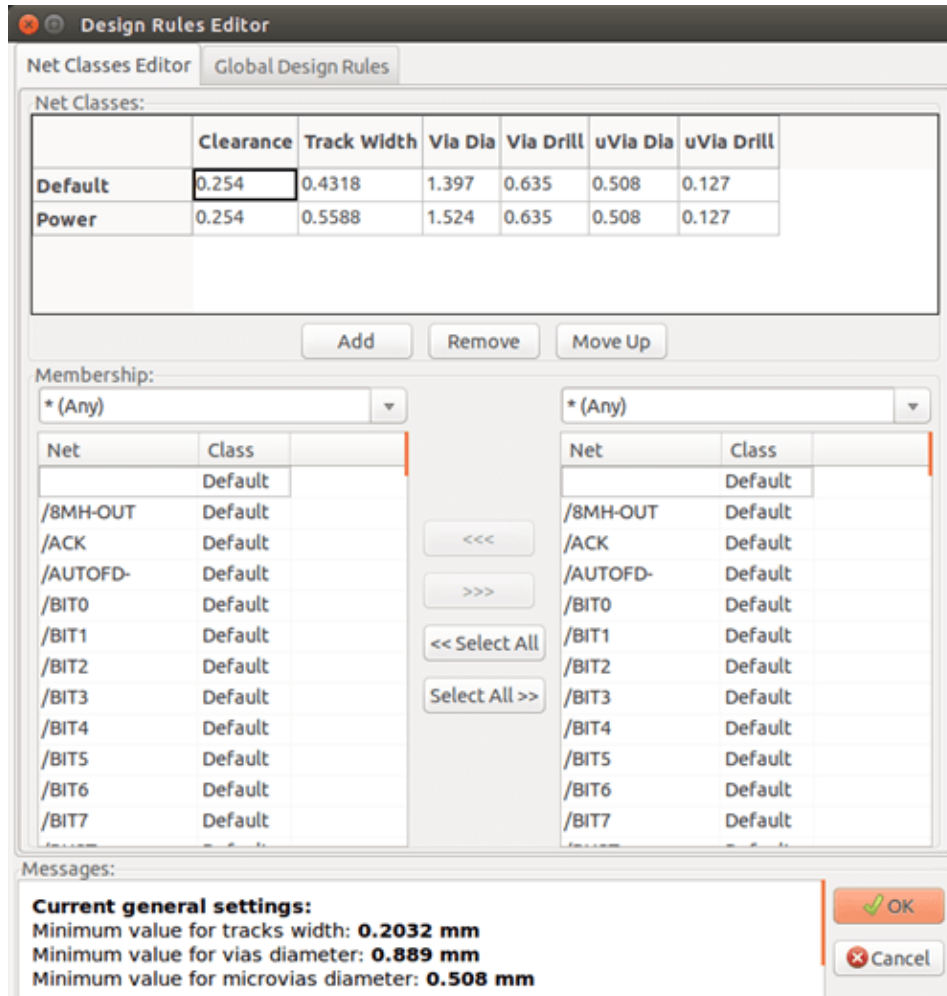 Design Rules Editor
Net Classes Editor Global Design Rules
Net Classes:
Clearance Track Width Via Dia Via Drill uVia Dia uVia Drill
Default 0.254 0.4318 1.397 0.635 0.508 0.127
Power 0.254 0.5588 1.524 0.635 0.508 0.127
Add Remove Move Up
Membership:
* (Any) * (Any)
Net Class Net Class
Default Default
/8MH-OUT Default /8MH-OUT Default
/ACK Default <<< /ACK Default
/AUTOFD- Default /AUTOFD- Default
/BIT0 Default >>> /BIT0 Default
/BIT1 Default << Select All /BIT1 Default
/BIT2 Default /BIT2 Default
/BIT3 Default Select All >> /BIT3 Default
/BIT4 Default /BIT4 Default
/BIT5 Default /BIT5 Default
/BIT6 Default /BIT6 Default
/BIT7 Default /BIT7 Default
Messages:
Current general settings:
Minimum value for tracks width: 0.2032 mm
Minimum value for vias diameter: 0.889 mm
Minimum value for microvias diameter: 0.508 mm
OK
Cancel